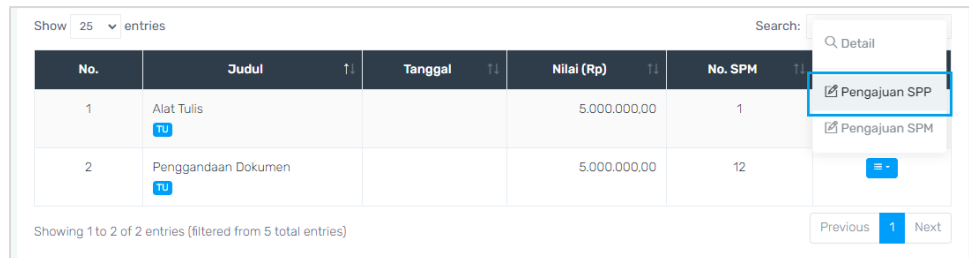 Show 25 entries
Search:
Detail
Pengajuan SPP
Pengajuan SPM
No. Judul Tanggal Nilai (Rp) No. SPM
1 Alat Tulis 5.000.000,00 1
TU
2 Penggandaan Dokumen 5.000.000,00 12
TU
Showing 1 to 2 of 2 entries (filtered from 5 total entries)
Previous 1 Next